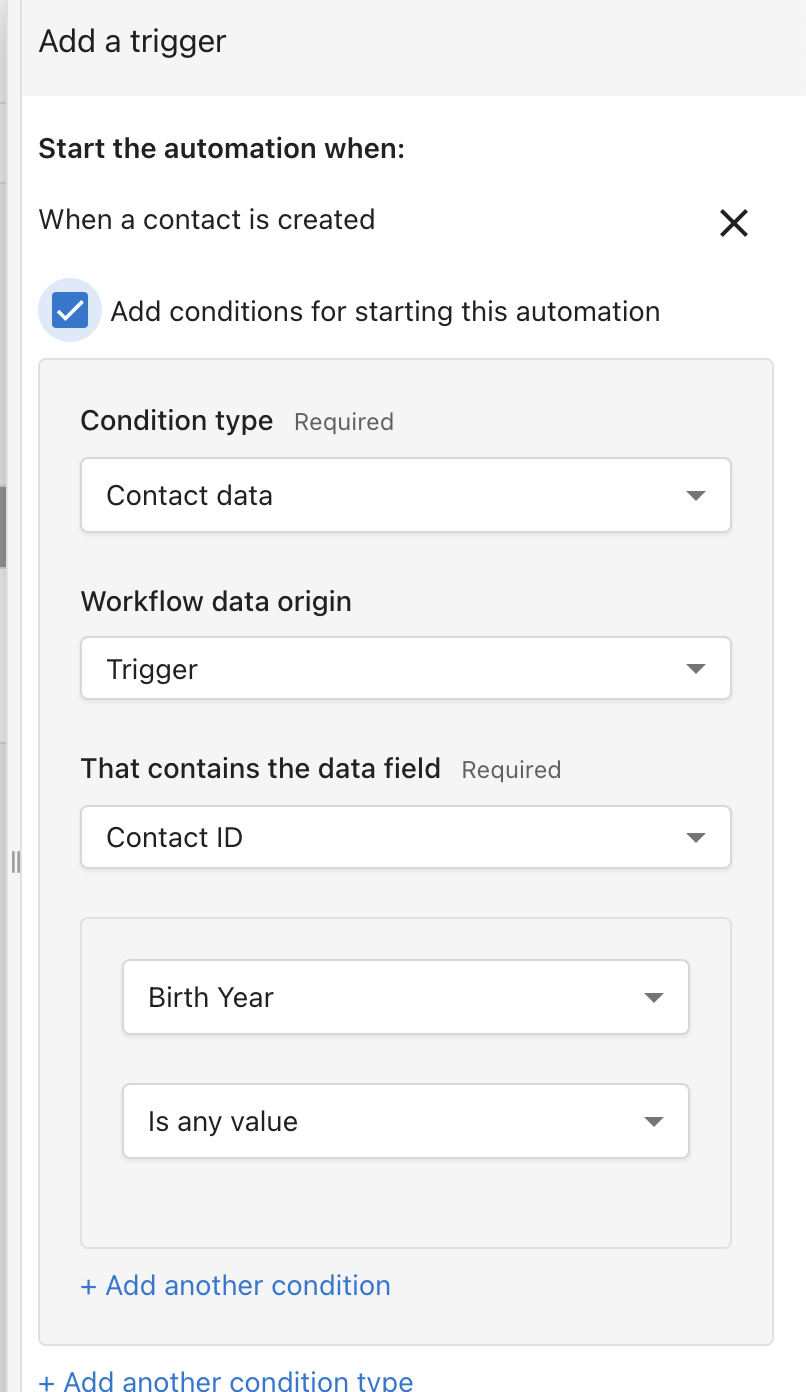 Add a trigger
Start the automation when:
When a contact is created
Add conditions for starting this automation
Condition type Required
Contact data
Workflow data origin
Trigger
That contains the data field Required
Contact ID
Birth Year
Is any value
+ Add another condition
+ Add another condition type